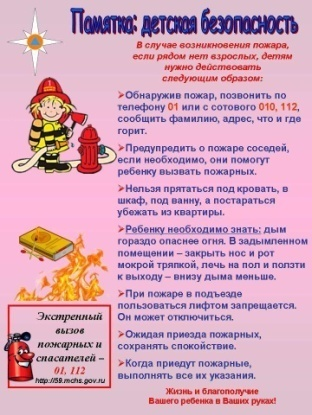 Памятка: детская безопасность
В случае возникновения пожара,
если рядом нет взрослых, детям
нужно действовать
следующим образом:
➢Обнаружив пожар, позвонить по
телефону 01 или с сотового 010, 112,
сообщить фамилию, адрес, что и где
горит.
➢Предупредить о пожаре соседей,
если необходимо, они помогут
ребенку вызвать пожарных.
➢Нельзя прятаться под кровать, в
шкаф, под ванну, а постараться
убежать из квартиры.
➢Ребенку необходимо знать: дым
гораздо опаснее огня. В задымленном
помещении – закрыть нос и рот
мокрой тряпкой, лечь на пол и ползти
к выходу – внизу дыма меньше.
➢При пожаре в подъезде
пользоваться лифтом запрещается.
Он может отключиться.
➢Ожидая приезда пожарных,
сохранять спокойствие.
➢Когда приедут пожарные,
выполнять все их указания.
Экстренный
вызов
пожарных и
спасателей –
01, 112
http://58.mchs.gov.ru
Жизнь и благополучие
Вашего ребенка в Ваших руках!